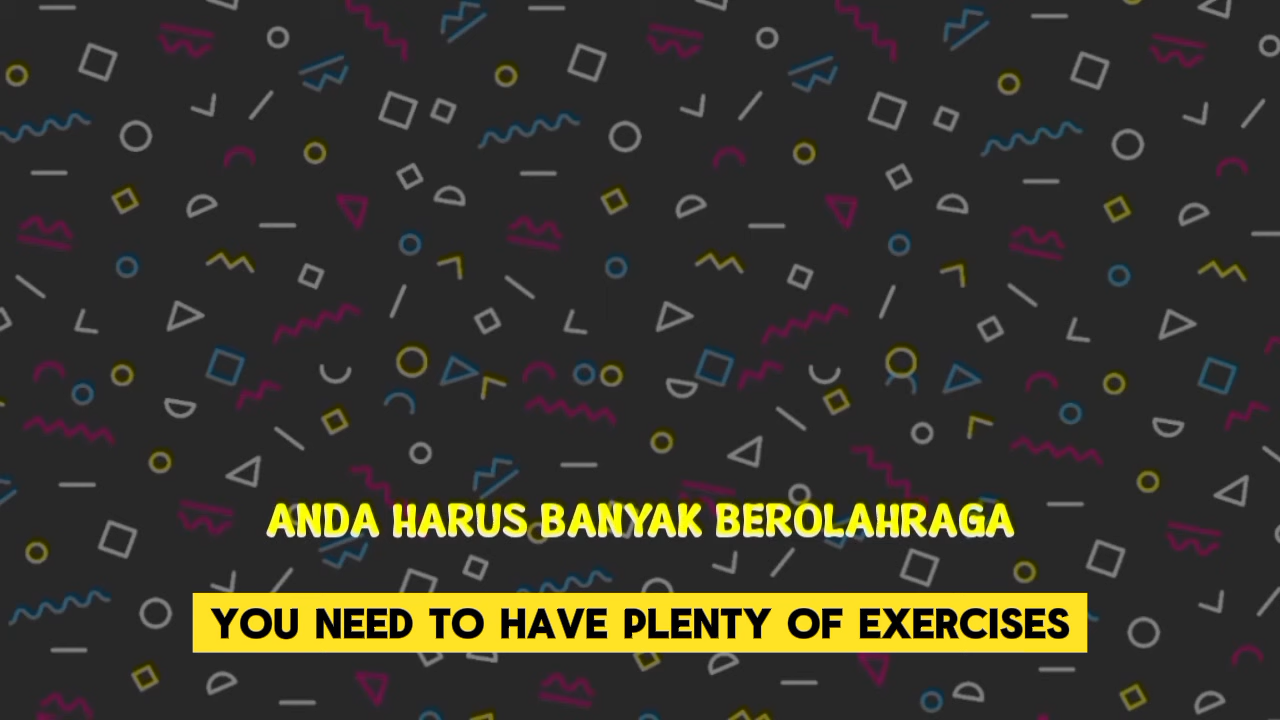 ANDA HARUS BANYAK BEROLAHRAGA
YOU NEED TO HAVE PLENTY OF EXERCISES